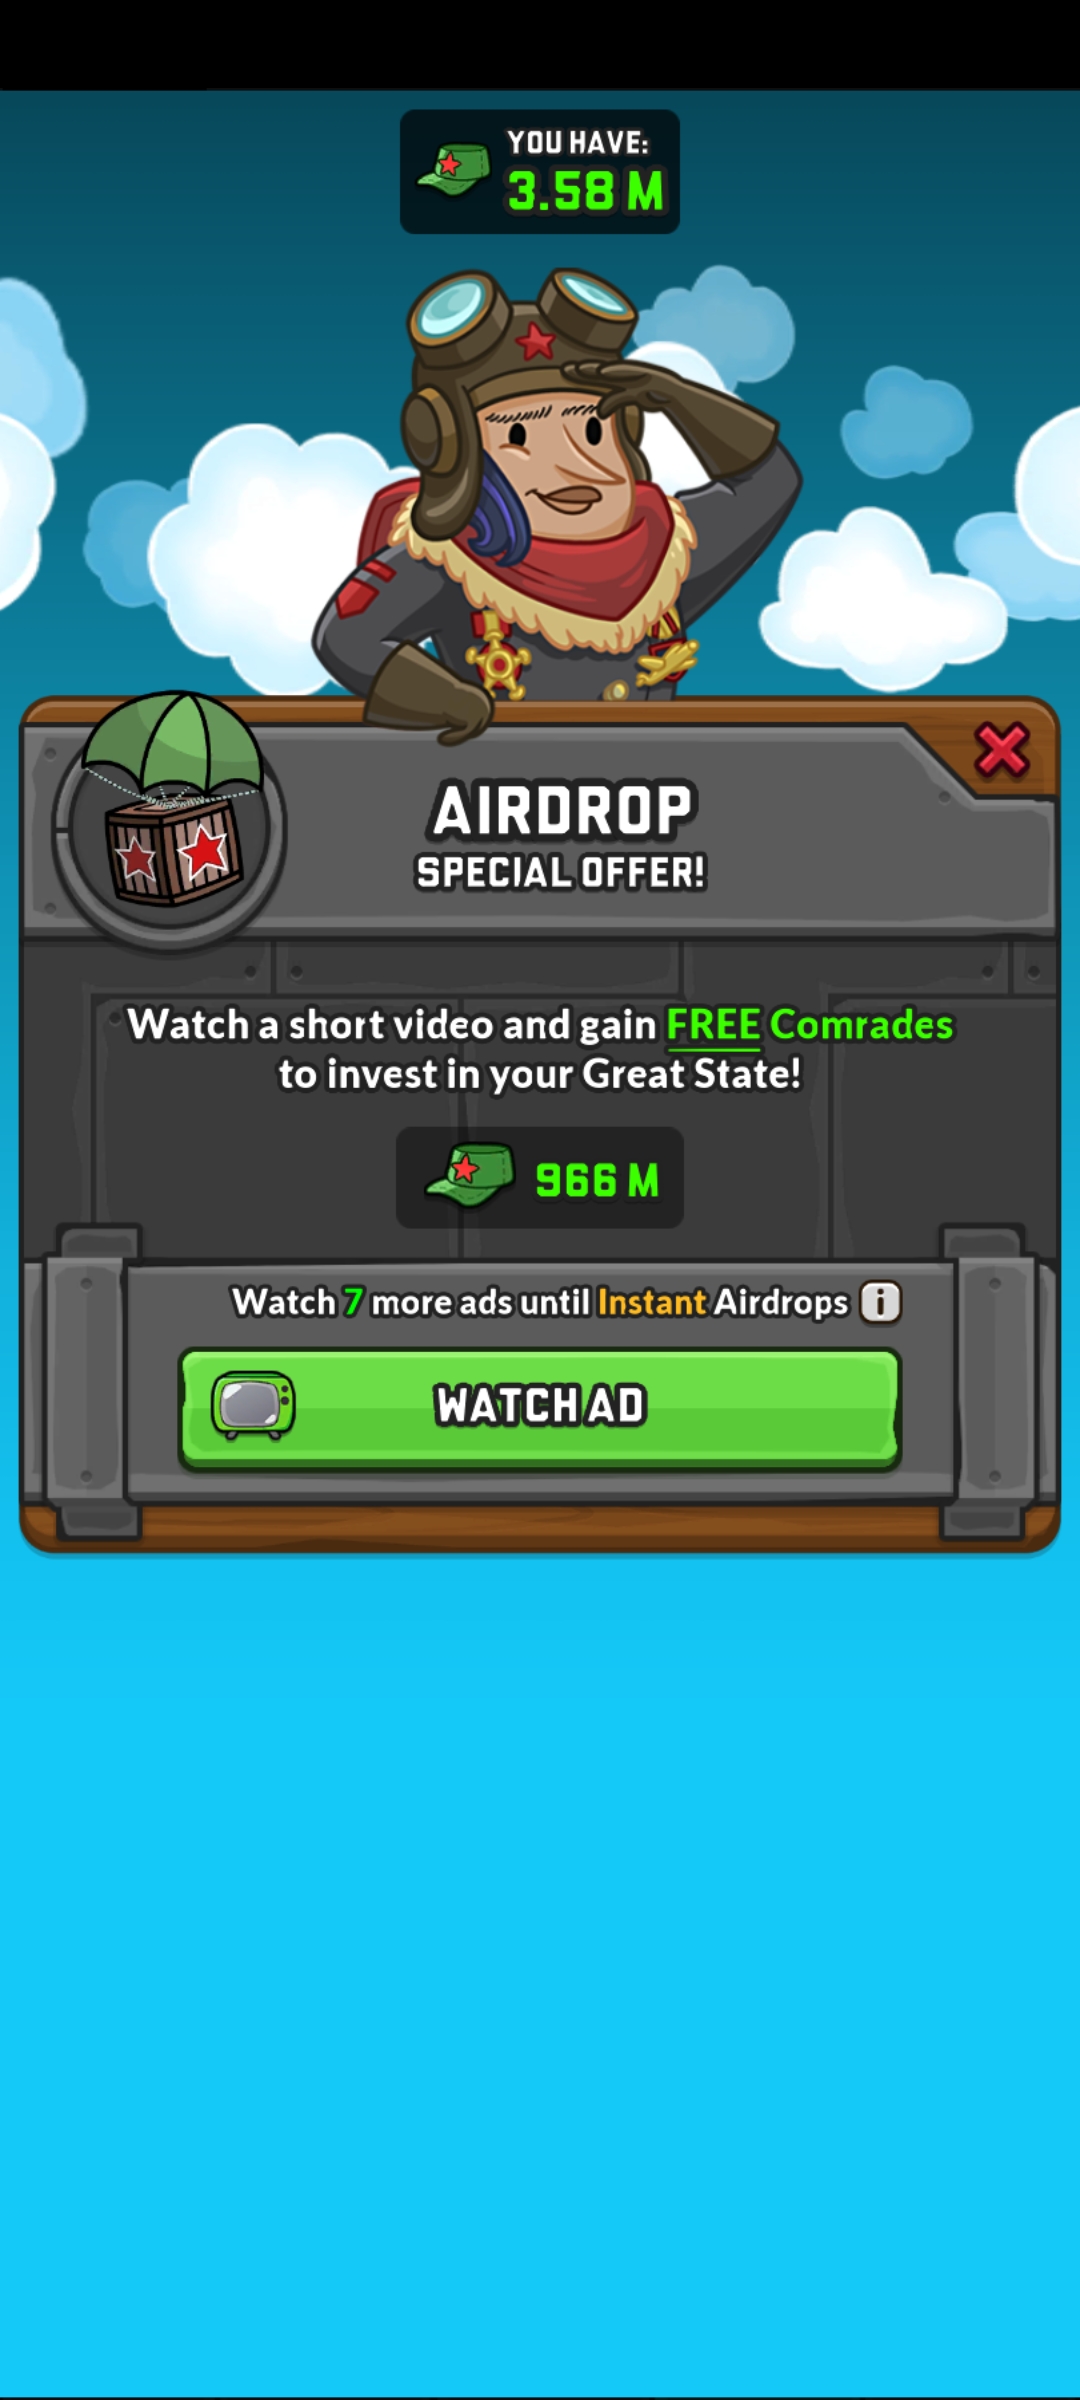 YOU HAVE:
3.58 M
AIRDROP
SPECIAL OFFER!
Watch a short video and gain FREE Comrades
to invest in your Great State!
966 M
Watch 7 more ads until Instant Airdrops i
WATCH AD